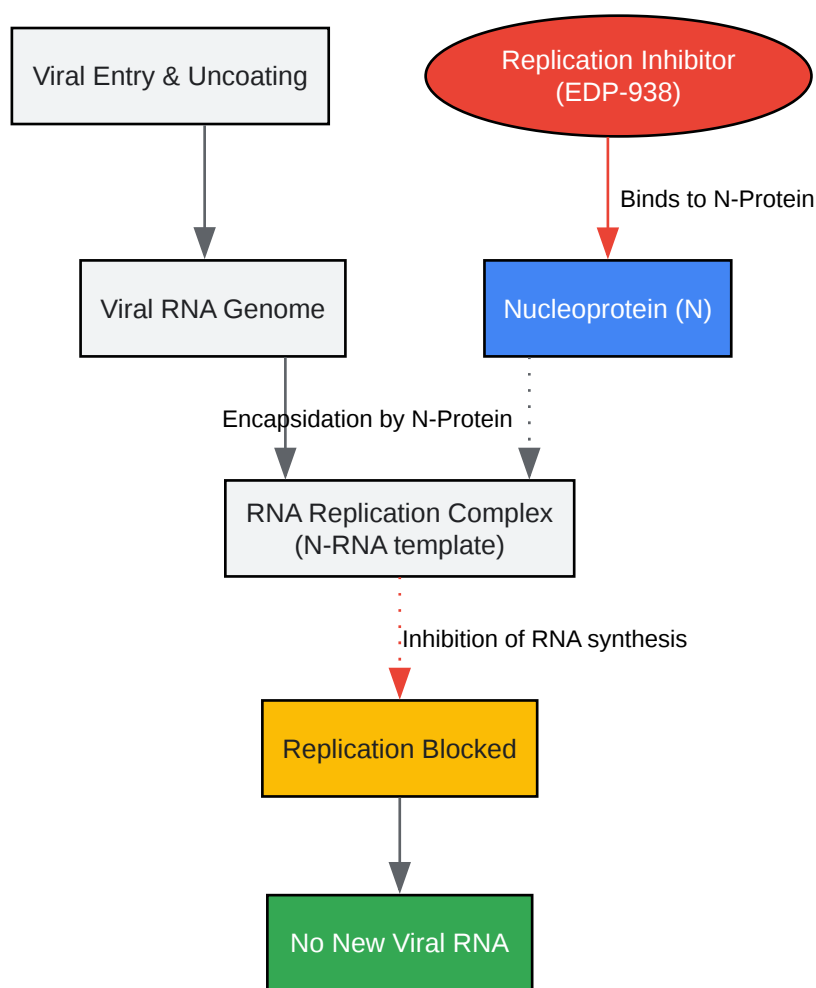 Viral Entry & Uncoating
Replication Inhibitor
(EDP-938)
Binds to N-Protein
Viral RNA Genome
Nucleoprotein (N)
Encapsidation by N-Protein
RNA Replication Complex
(N-RNA template)
Inhibition of RNA synthesis
Replication Blocked
No New Viral RNA